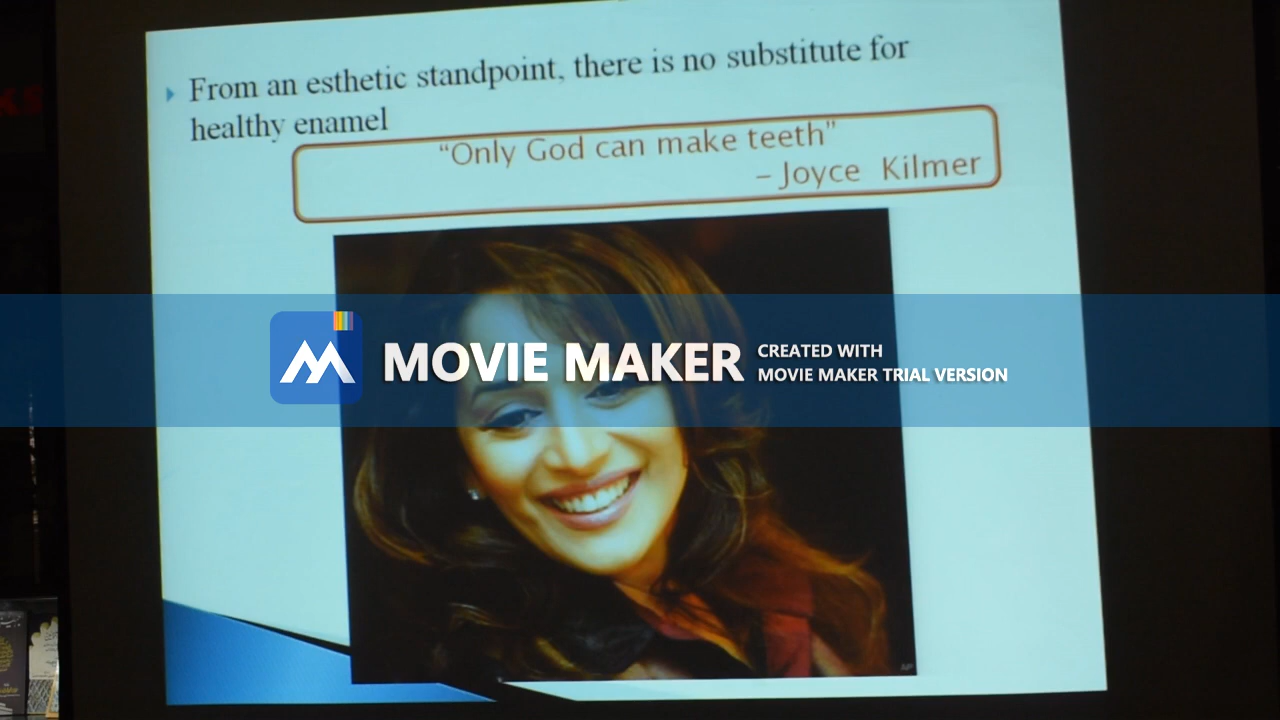 From an esthetic standpoint, there is no substitute for
healthy enamel
“Only God can make teeth”
– Joyce Kilmer
MOVIE MAKER
CREATED WITH
MOVIE MAKER TRIAL VERSION
AP